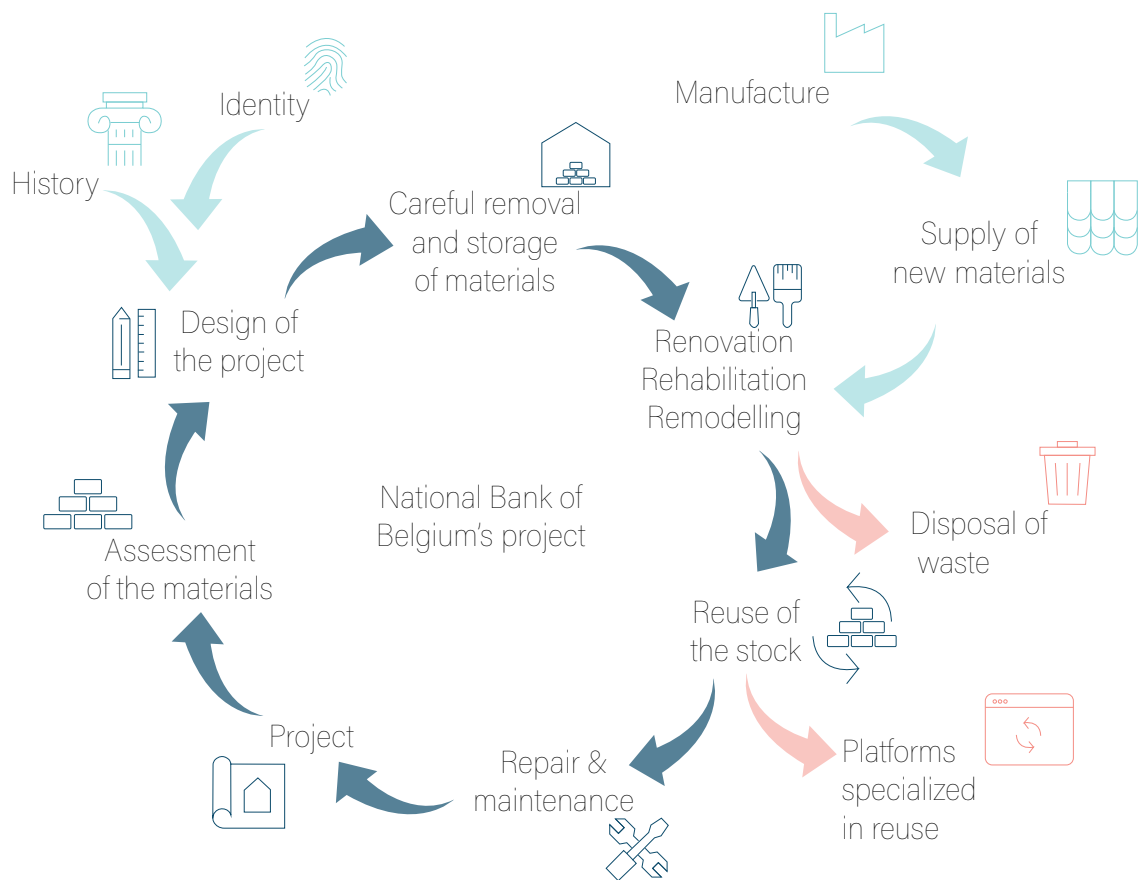 Identity
History
Manufacture
Careful removal
and storage
of materials
Supply of
new materials
Design of
the project
Renovation
Rehabilitation
Remodelling
National Bank of
Belgium’s project
Disposal of
waste
Assessment
of the materials
Reuse of
the stock
Project
Repair &
maintenance
Platforms
specialized
in reuse